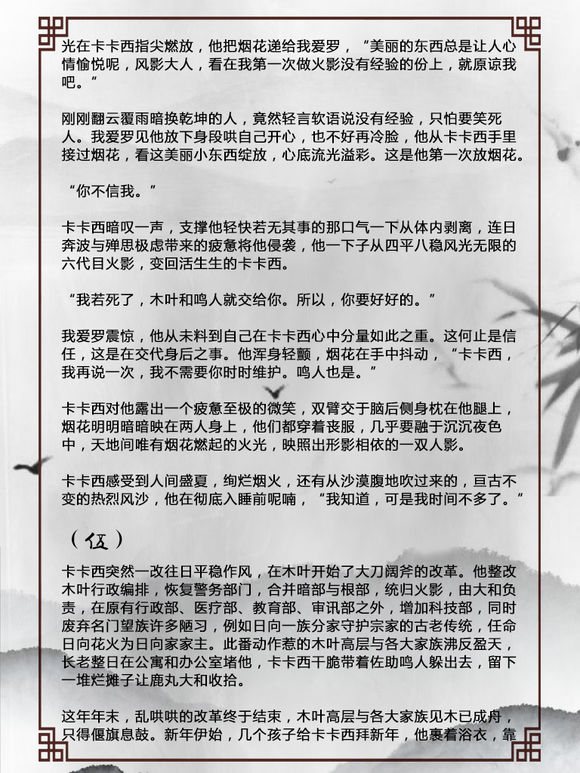 光在卡卡西指尖燃放，他把烟花递给我爱罗，“美丽的东西总是让人心
情愉悦呢，风影大人，看在我第一次做火影没有经验的份上，就原谅我
吧。”
刚刚翻云覆雨暗换乾坤的人，竟然轻言软语说没有经验，只怕要笑死
人。我爱罗见他放下身段哄自己开心，也不好再冷脸，他从卡卡西手里
接过烟花，看这美丽小东西绽放，心底流光溢彩。这是他第一次放烟花。
“你不信我。”
卡卡西暗叹一声，支撑他轻快若无其事的那口气一下从体内剥离，连日
奔波与殚思极虑带来的疲惫将他侵袭，他一下子从四平八稳风光无限的
六代目火影，变回活生生的卡卡西。
“我若死了，木叶和鸣人就交给你。所以，你要好好的。”
我爱罗震惊，他从未料到自己在卡卡西心中分量如此之重。这何止是信
任，这是在交代身后之事。他浑身轻颤，烟花在手中抖动，“卡卡西，
我再说一次，我不需要你时时维护。鸣人也是。”
卡卡西对他露出一个疲惫至极的微笑，双臂交于脑后侧身枕在他腿上，
烟花明明暗暗映在两人身上，他们都穿着丧服，几乎要融于沉沉夜色
中，天地间唯有烟花燃起的火光，映照出形影相依的一双人影。
卡卡西感受到人间盛夏，绚烂烟火，还有从沙漠腹地吹过来的，亘古不
变的热烈风沙，他在彻底入睡前呢喃，“我知道，可是我时间不多了。”
（伍）
卡卡西突然一改往日平稳作风，在木叶开始了大刀阔斧的改革。他整改
木叶行政编排，恢复警务部门，合并暗部与根部，统归火影，由大和负
责，在原有行政部、医疗部、教育部、审讯部之外，增加科技部，同时
废弃名门望族许多陋习，例如日向一族分家守护宗家的古老传统，任命
日向花火为日向家家主。此番动作惹的木叶高层与各大家族沸反盈天，
长老整日在公寓和办公室堵他，卡卡西干脆带着佐助鸣人躲出去，留下
一堆烂摊子让鹿丸大和收拾。
这年年末，乱哄哄的改革终于结束，木叶高层与各大家族见木已成舟，
只得偃旗息鼓。新年伊始，几个孩子给卡卡西拜新年，他裹着浴衣，靠